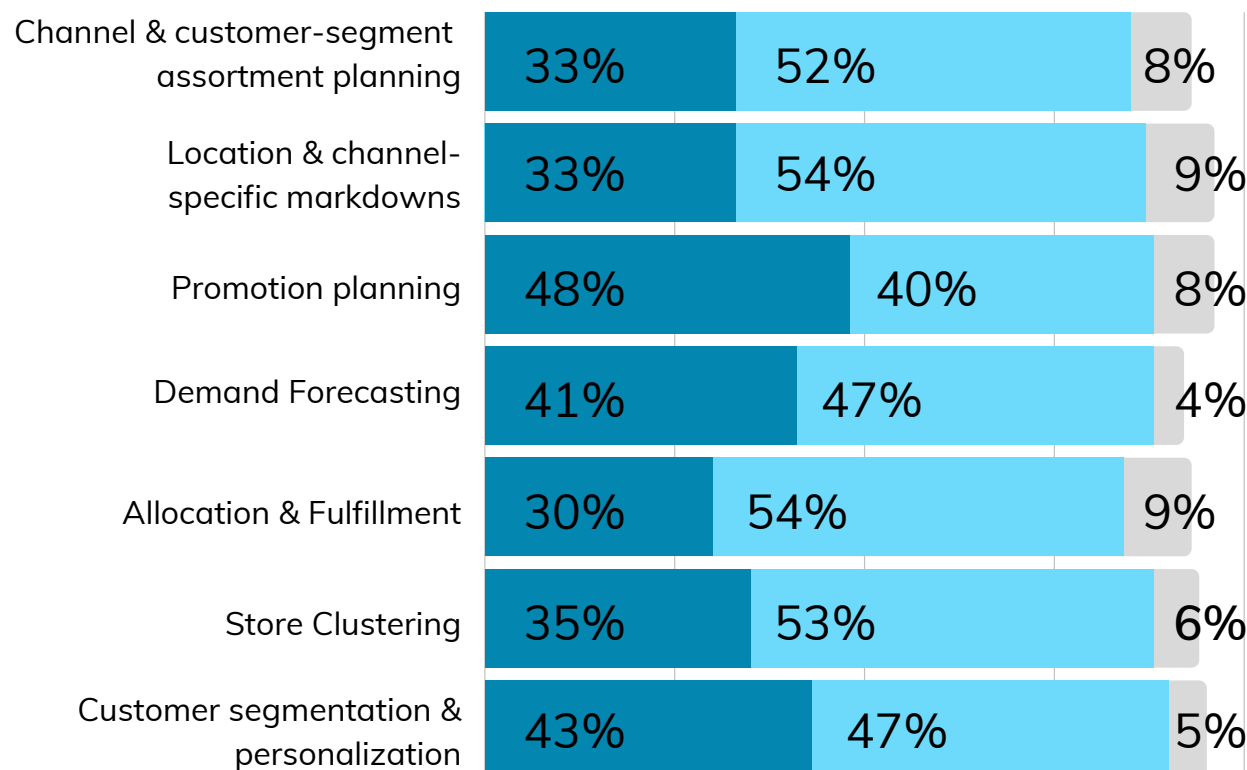 Channel & customer-segment
assortment planning
33% 52% 8%
Location & channel-
specific markdowns
33% 54% 9%
Promotion planning
48% 40% 8%
Demand Forecasting
41% 47% 4%
Allocation & Fulfillment
30% 54% 9%
Store Clustering
35% 53% 6%
Customer segmentation &
personalization
43% 47% 5%